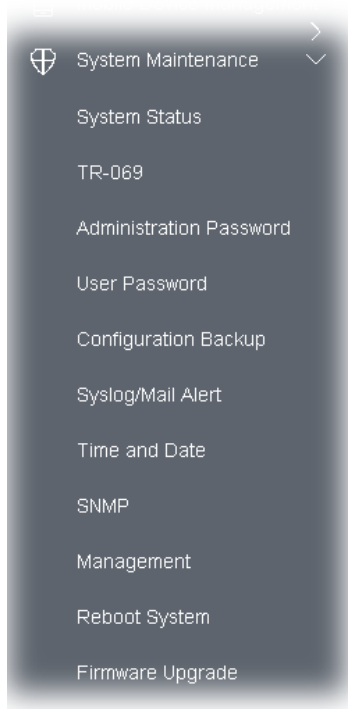 System Maintenance
System Status
TR-069
Administration Password
User Password
Configuration Backup
Syslog/Mail Alert
Time and Date
SNMP
Management
Reboot System
Firmware Upgrade